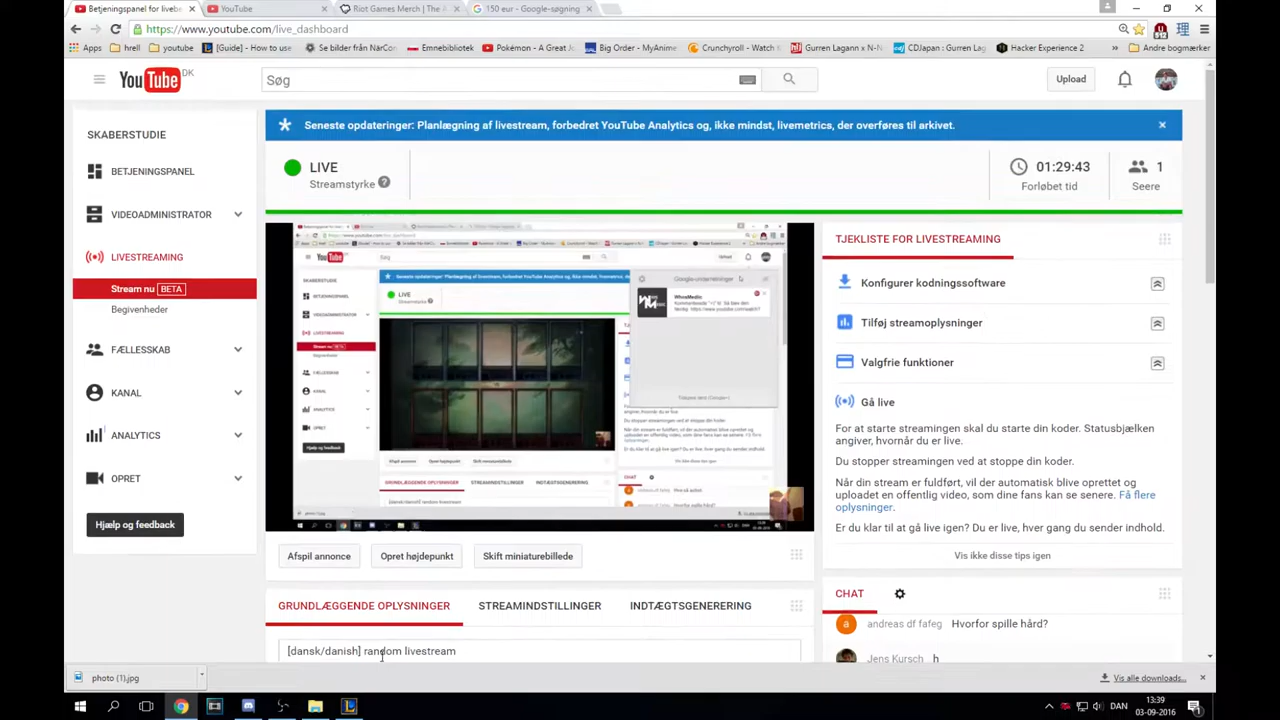 Betjeningspanel for livebe
YouTube
Riot Games Merch | The A
150 eur - Google-søgning
https://www.youtube.com/live_dashboard
Apps
hrell
youtube
[Guide] - How to use
Se bilder från NärCon
Emnebibliotek
Pokémon - A Great Jo
Big Order - MyAnime
Crunchyroll - Watch
Gurren Lagann x N-N
CDJapan : Gurren Lag
Hacker Experience 2
»
Andre bogmærker
YouTube DK
Søg
Upload
SKABERSTUDIE
BETJENINGSPANEL
VIDEOADMINISTRATOR
LIVESTREAMING
Stream nu BETA
Begivenheder
FÆLLESSKAB
KANAL
ANALYTICS
OPRET
Hjælp og feedback
Seneste opdateringer: Planlægning af livestream, forbedret YouTube Analytics og, ikke mindst, livemetrics, der overføres til arkivet.
LIVE
Streamstyrke
01:29:43
Forløbet tid
1
Seere
Afspil annonce
Opret højdepunkt
Skift miniaturebillede
GRUNDLÆGGENDE OPLYSNINGER
STREAMINDSTILLINGER
INDTÆGTSGENERERING
[dansk/danish] random livestream
TJEKLISTE FOR LIVESTREAMING
Konfigurer kodningssoftware
Tilføj streamoplysninger
Valgfrie funktioner
Gå live
For at starte streamingen skal du starte din koder. Statusbjælken
angiver, hvornår du er live.
Du stopper streamingen ved at stoppe din koder.
Når din stream er fuldført, vil der automatisk blive oprettet og
uploadet en offentlig video, som dine fans kan se senere. Få flere
oplysninger.
Er du klar til at gå live igen? Du er live, hver gang du sender indhold.
Vis ikke disse tips igen
CHAT
andreas df fafeg Hvorfor spille hård?
Jens Kursch h
photo (1).jpg
Vis alle downloads...
DAN
13:39
03-09-2016